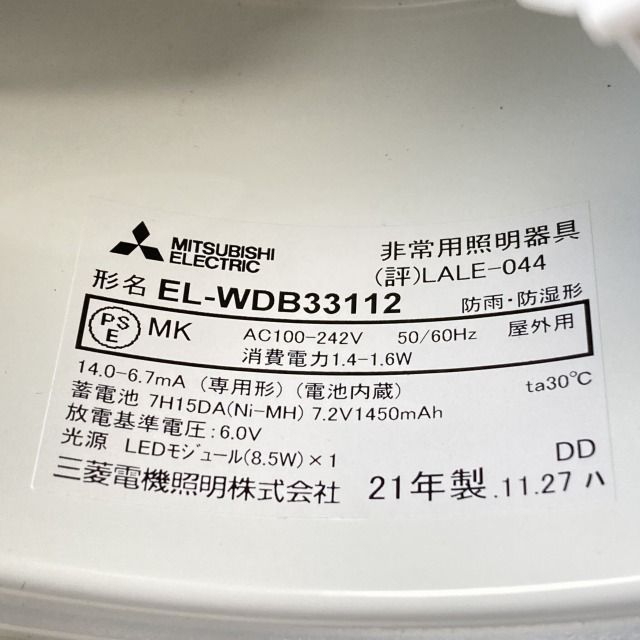 MITSUBISHI ELECTRIC 非常用照明器具
(評)LALE-044
形名 EL-WDB33112 防雨・防湿形
PSE MK AC100-242V 50/60Hz 屋外用
消費電力1.4-1.6W
14.0-6.7mA (専用形) (電池内蔵) ta30℃
蓄電池 7H15DA(Ni-MH) 7.2V1450mAh
放電基準電圧:6.0V
光源 LEDモジュール(8.5W)×1 DD
三菱電機照明株式会社 21年製.11.27 ハ